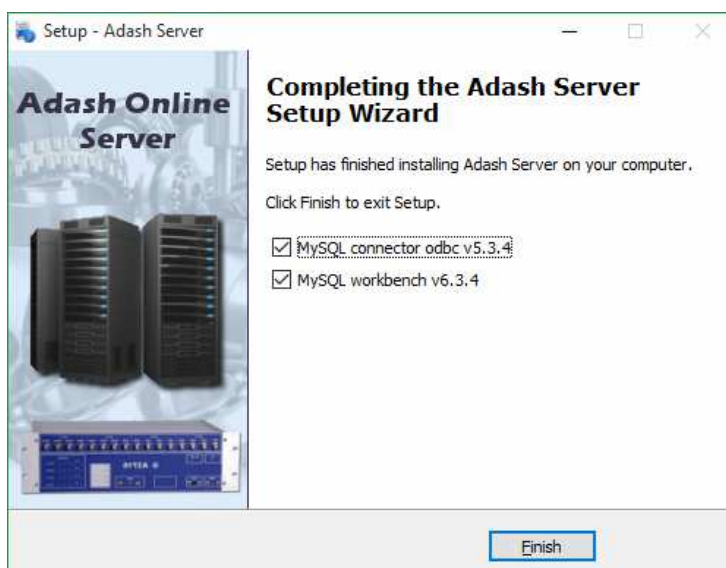 Setup - Adash Server
Adash Online
Server
Completing the Adash Server
Setup Wizard
Setup has finished installing Adash Server on your computer.
Click Finish to exit Setup.
MySQL connector odbc v5.3.4
MySQL workbench v6.3.4
Finish